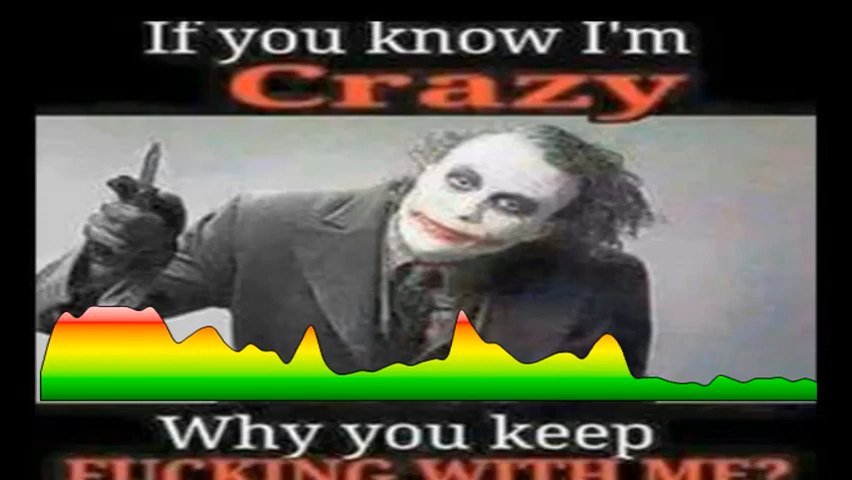 If you know I'm
Crazy
Why you keep
FUCKING WITH ME?